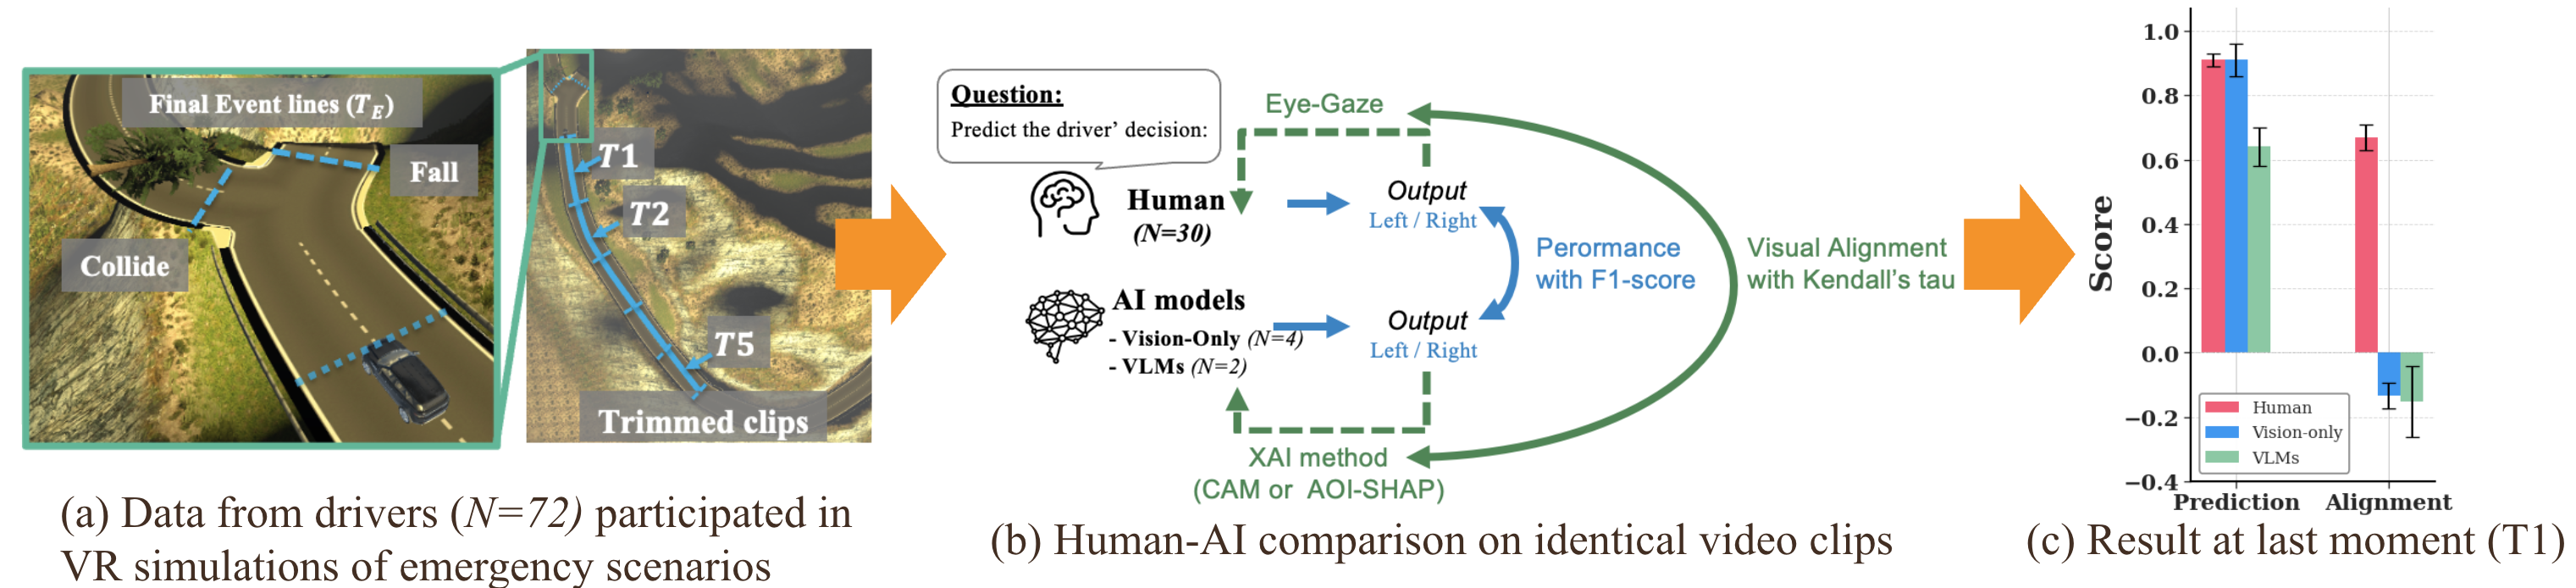 Final Event lines (T_E)
Fall
Collide
T1
T2
T5
Trimmed clips
(a) Data from drivers (N=72) participated in
VR simulations of emergency scenarios
Question:
Predict the driver' decision:
Eye-Gaze
Human
(N=30)
Output
Left / Right
AI models
- Vision-Only (N=4)
- VLMs (N=2)
Output
Left / Right
Perormance
with F1-score
Visual Alignment
with Kendall's tau
XAI method
(CAM or AOI-SHAP)
(b) Human-AI comparison on identical video clips
Score
1.0
0.8
0.6
0.4
0.2
0.0
−0.2
−0.4
Human
Vision-only
VLMs
Prediction
Alignment
(c) Result at last moment (T1)